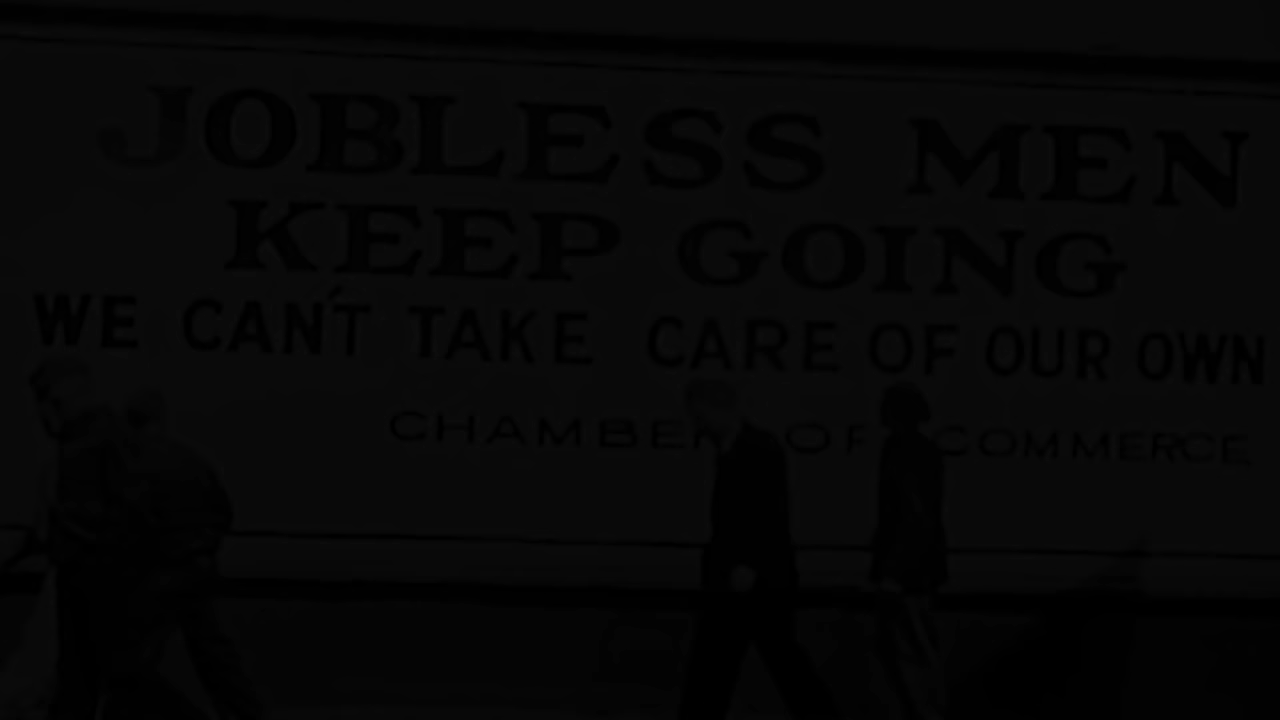 JOBLESS MEN
KEEP GOING
WE CAN'T TAKE CARE OF OUR OWN
CHAMBER OF COMMERCE